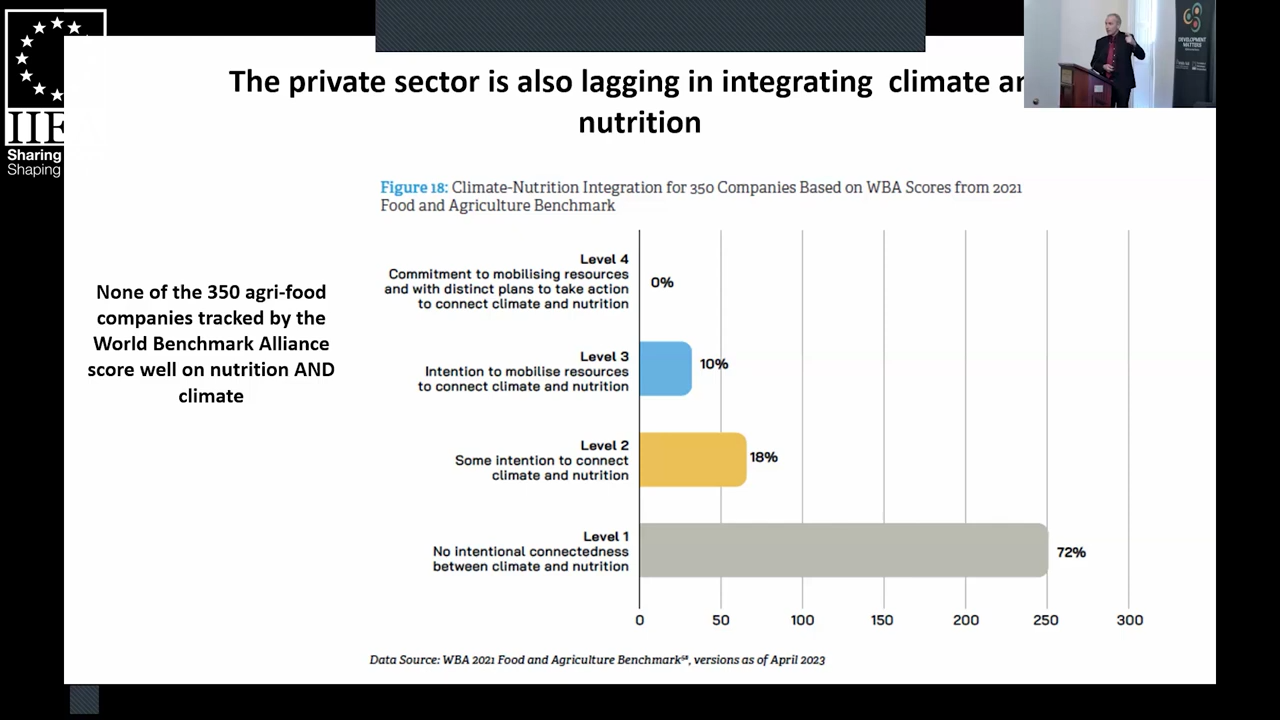 IIE
Sharing
Shaping
DEVELOPMENT
MATTERS
The private sector is also lagging in integrating climate an
nutrition
Figure 18: Climate-Nutrition Integration for 350 Companies Based on WBA Scores from 2021
Food and Agriculture Benchmark
None of the 350 agri-food
companies tracked by the
World Benchmark Alliance
score well on nutrition AND
climate
Level 4
Commitment to mobilising resources
and with distinct plans to take action
to connect climate and nutrition
0%
Level 3
Intention to mobilise resources
to connect climate and nutrition
10%
Level 2
Some intention to connect
climate and nutrition
18%
Level 1
No intentional connectedness
between climate and nutrition
72%
0 50 100 150 200 250 300
Data Source: WBA 2021 Food and Agriculture Benchmark⁵⁸, versions as of April 2023